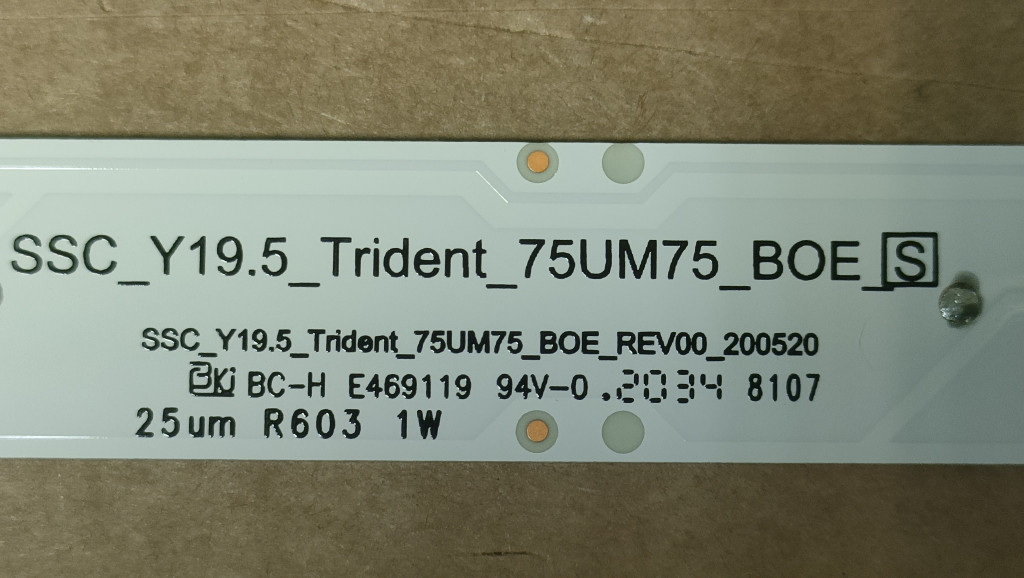 SSC_Y19.5_Trident_75UM75_BOE_S
SSC_Y19.5_Trident_75UM75_BOE_REV00_200520
BC-H E469119 94V-0 .2034 8107
25um R603 1W